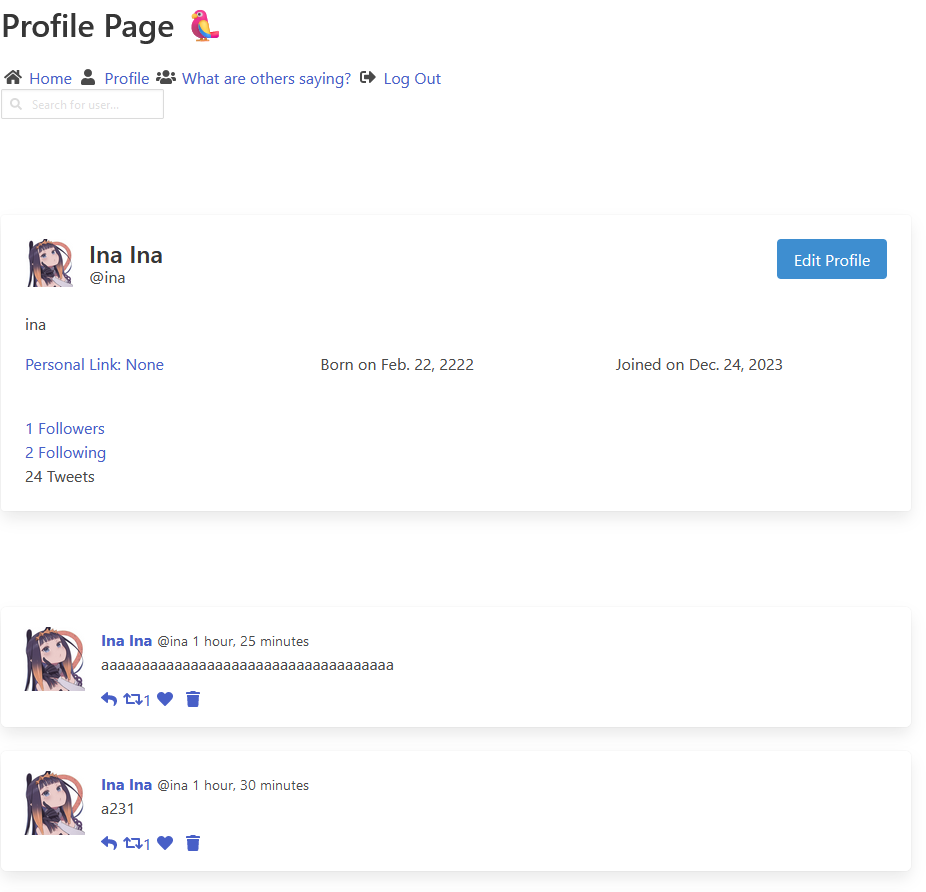 Profile Page 🦜
Home Profile What are others saying? Log Out
Search for user...
Ina Ina
@ina
Edit Profile
ina
Personal Link: None
Born on Feb. 22, 2222
Joined on Dec. 24, 2023
1 Followers
2 Following
24 Tweets
Ina Ina @ina 1 hour, 25 minutes
aaaaaaaaaaaaaaaaaaaaaaaaaaaaaaaaaaaa
1
Ina Ina @ina 1 hour, 30 minutes
a231
1